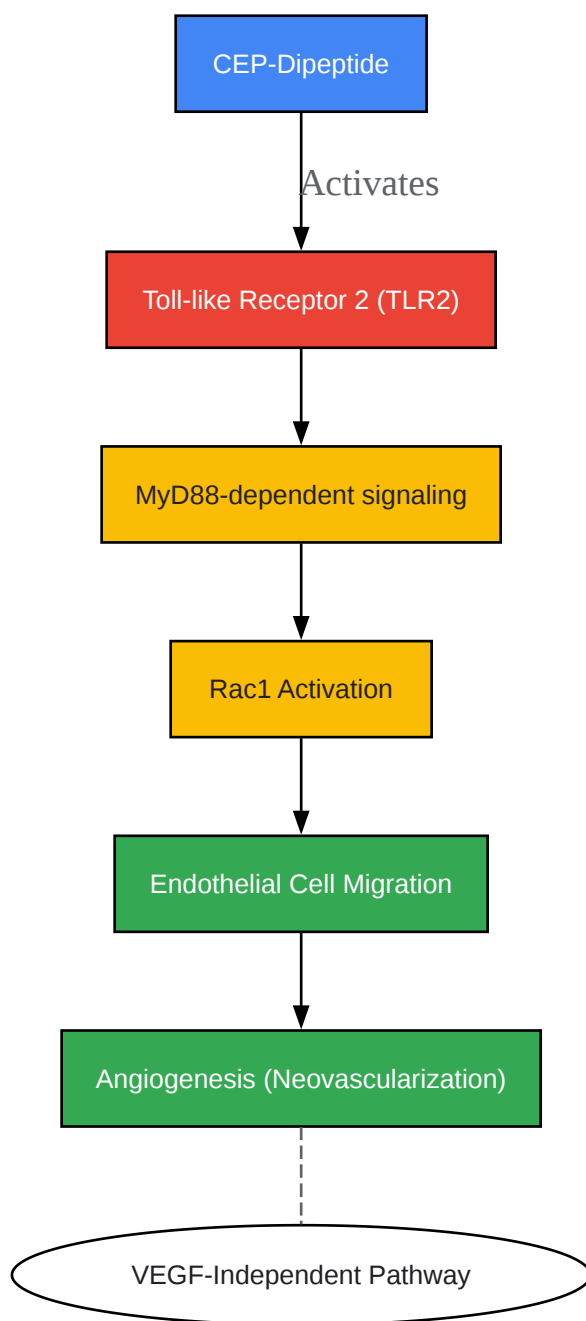 CEP-Dipeptide
Activates
Toll-like Receptor 2 (TLR2)
MyD88-dependent signaling
Rac1 Activation
Endothelial Cell Migration
Angiogenesis (Neovascularization)
VEGF-Independent Pathway